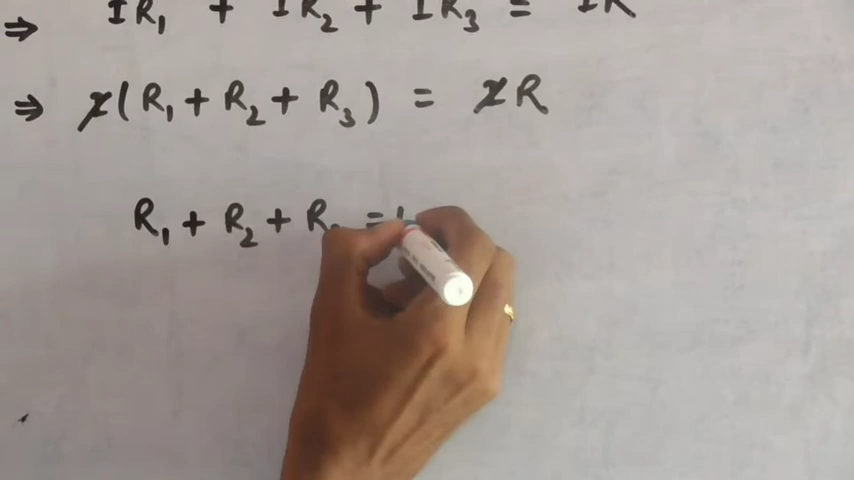 ⇒ IR₁ + IR₂ + IR₃ = IR
⇒ I(R₁ + R₂ + R₃) = IR
R₁ + R₂ + R₃ =